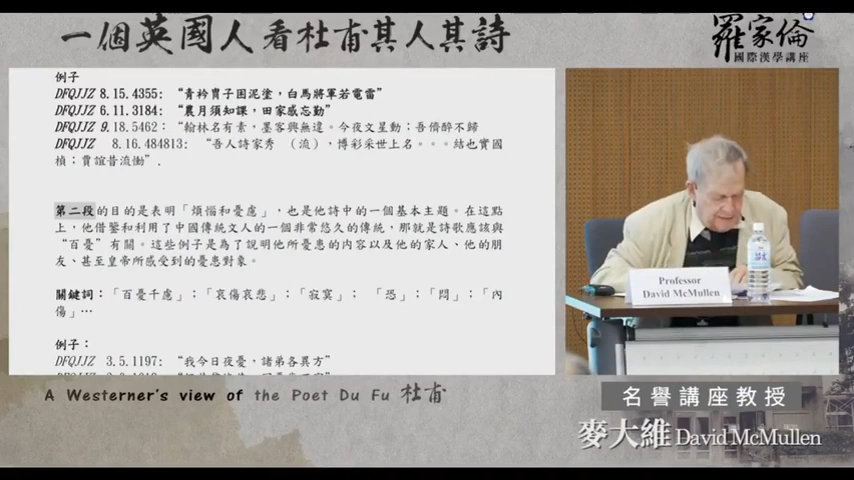 一個英國人看杜甫其人其詩
羅家倫
國際漢學講座
例子
DFQJJZ 8.15.4355: “青衿胄子困泥塗，白馬將軍若電雷”
DFQJJZ 6.11.3184: “農月須知課，田家感忘勤”
DFQJJZ 9.18.5462: “翰林名有素，墨客興無違。今夜文星動；吾儕醉不歸
DFQJJZ 8.16.484813: “吾人詩家秀 （流），博彩采世上名。。。結也實國
楨；賈誼昔流慟”.
第二段的目的是表明「煩惱和憂慮」，也是他詩中的一個基本主題。在這點
上，他借鑒和利用了中國傳統文人的一個非常悠久的傳統，那就是詩歌應該與
“百憂”有關。這些例子是為了說明他所憂患的內容以及他的家人、他的朋
友、甚至皇帝所感受到的憂患對象。
關鍵詞：「百憂千慮」；「哀傷哀悲」；「寂寞」； 「恐」；「悶」；「內
傷」…
例子：
DFQJJZ 3.5.1197: “我今日夜憂，諸弟各異方”
Professor
David McMullen
A Westerner's view of the Poet Du Fu 杜甫
名譽講座教授
麥大維 David McMullen